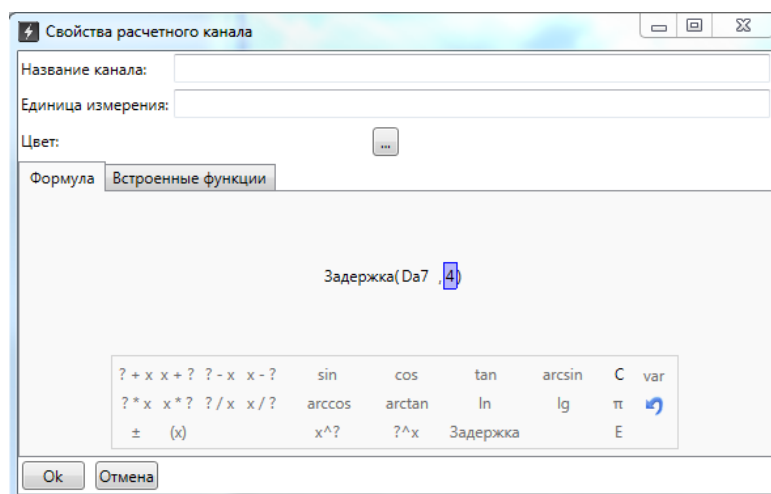 Свойства расчетного канала
Название канала:
Единица измерения:
Цвет: ...
Формула Встроенные функции
Задержка( Da7 ,4)
? + x x + ? ? - x x - ? sin cos tan arcsin C var
? * x x * ? ? / x x / ? arccos arctan ln lg π
± (x) x^? ?^x Задержка E
Ok Отмена